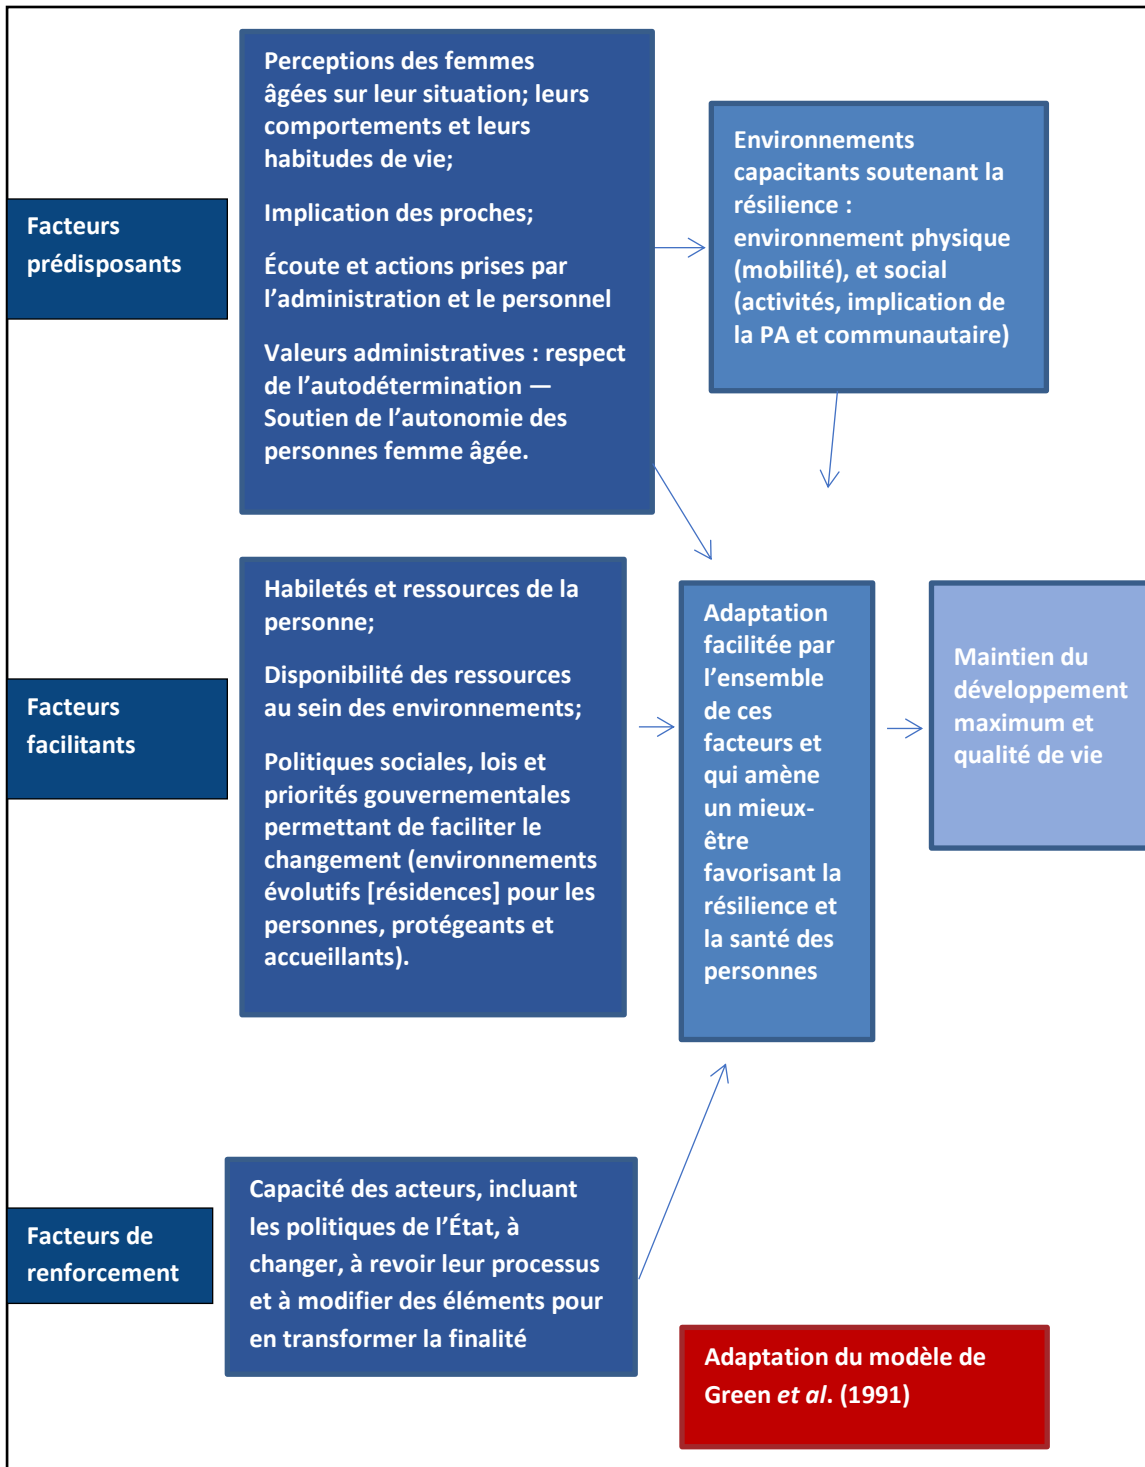 Facteurs
prédisposants
Perceptions des femmes
âgées sur leur situation; leurs
comportements et leurs
habitudes de vie;
Implication des proches;
Écoute et actions prises par
l’administration et le personnel
Valeurs administratives : respect
de l’autodétermination —
Soutien de l’autonomie des
personnes femme âgée.
Environnements
capacitants soutenant la
résilience :
environnement physique
(mobilité), et social
(activités, implication de
la PA et communautaire)
Facteurs
facilitants
Habiletés et ressources de la
personne;
Disponibilité des ressources
au sein des environnements;
Politiques sociales, lois et
priorités gouvernementales
permettant de faciliter le
changement (environnements
évolutifs [résidences] pour les
personnes, protégeants et
accueillants).
Adaptation
facilitée par
l’ensemble
de ces
facteurs et
qui amène
un mieux-
être
favorisant la
résilience et
la santé des
personnes
Maintien du
développement
maximum et
qualité de vie
Facteurs de
renforcement
Capacité des acteurs, incluant
les politiques de l’État, à
changer, à revoir leur processus
et à modifier des éléments pour
en transformer la finalité
Adaptation du modèle de
Green et al. (1991)